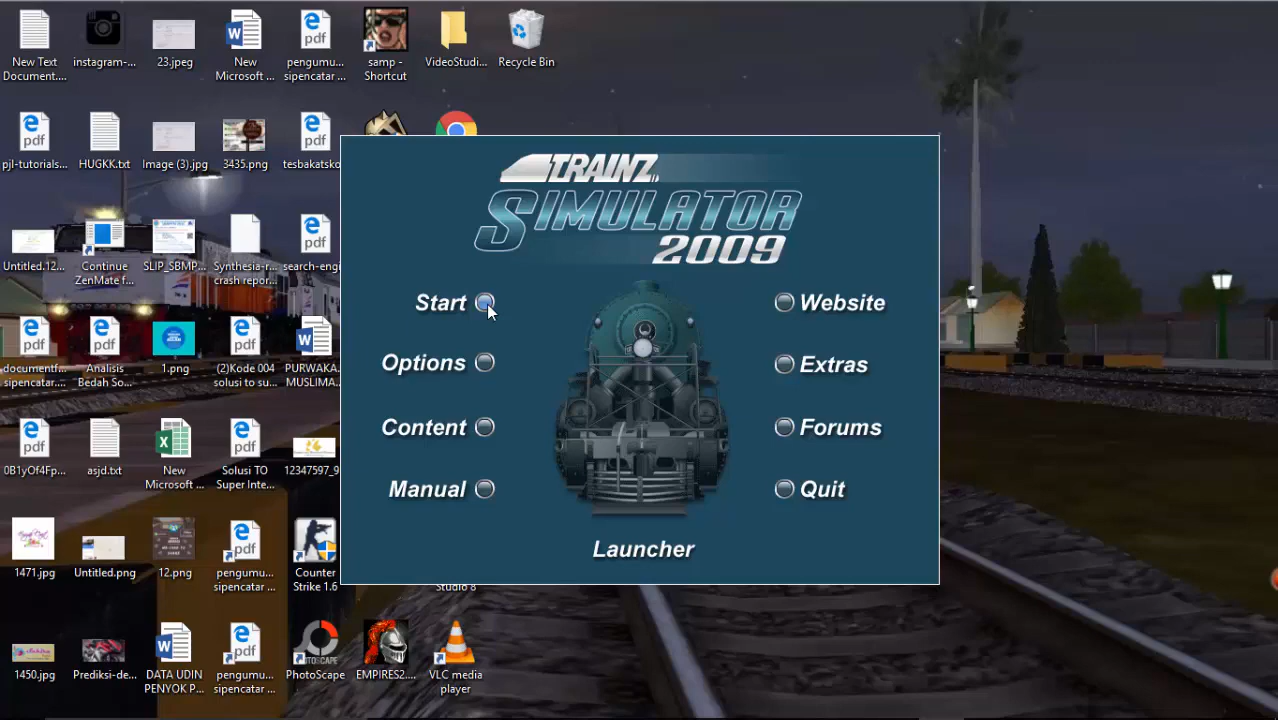 New Text
Document....
instagram-...
23.jpeg
New
Microsoft ...
pengumu...
sipencatar ...
samp -
Shortcut
VideoStudi...
Recycle Bin
pjl-tutorials...
HUGKK.txt
Image (3).jpg
3435.png
tesbakatsko
Untitled.12...
Continue
ZenMate f...
SLIP_SBMP...
Synthesia-r...
crash repor...
search-engi
documentf...
sipencatar....
Analisis
Bedah So...
1.png
(2)Kode 004
solusi to su...
PURWAKA.
MUSLIMA.
0B1yOf4Fp...
asjd.txt
New
Microsoft ...
Solusi TO
Super Inte...
12347597_9
1471.jpg
Untitled.png
12.png
pengumu...
sipencatar ...
Counter
Strike 1.6
Studio 8
1450.jpg
Prediksi-de...
DATA UDIN
PENYOK P...
pengumu...
sipencatar ...
PhotoScape
EMPIRES2....
VLC media
player
TRAINZ
SIMULATOR
2009
Start
Website
Options
Extras
Content
Forums
Manual
Quit
Launcher